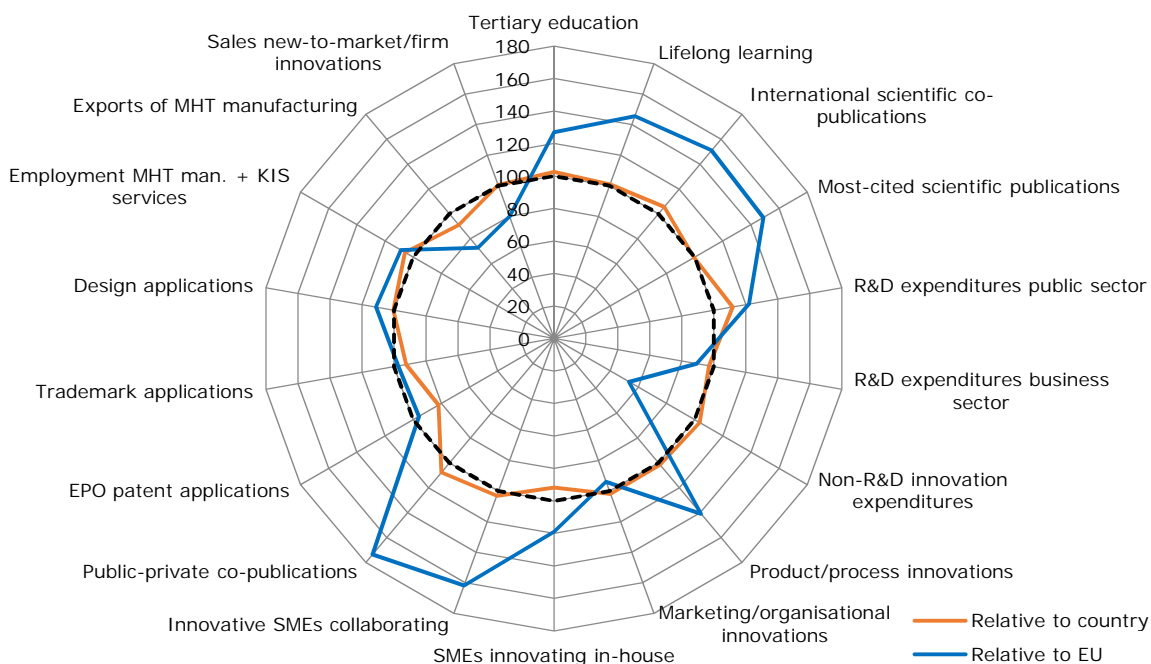 Tertiary education
Sales new-to-market/firm
innovations
Lifelong learning
Exports of MHT manufacturing
International scientific co-
publications
Employment MHT man. + KIS
services
Most-cited scientific publications
Design applications
R&D expenditures public sector
Trademark applications
R&D expenditures business
sector
EPO patent applications
Non-R&D innovation
expenditures
Public-private co-publications
Product/process innovations
Innovative SMEs collaborating
Marketing/organisational
innovations
SMEs innovating in-house
180
160
140
120
100
80
60
40
20
0
Relative to country
Relative to EU